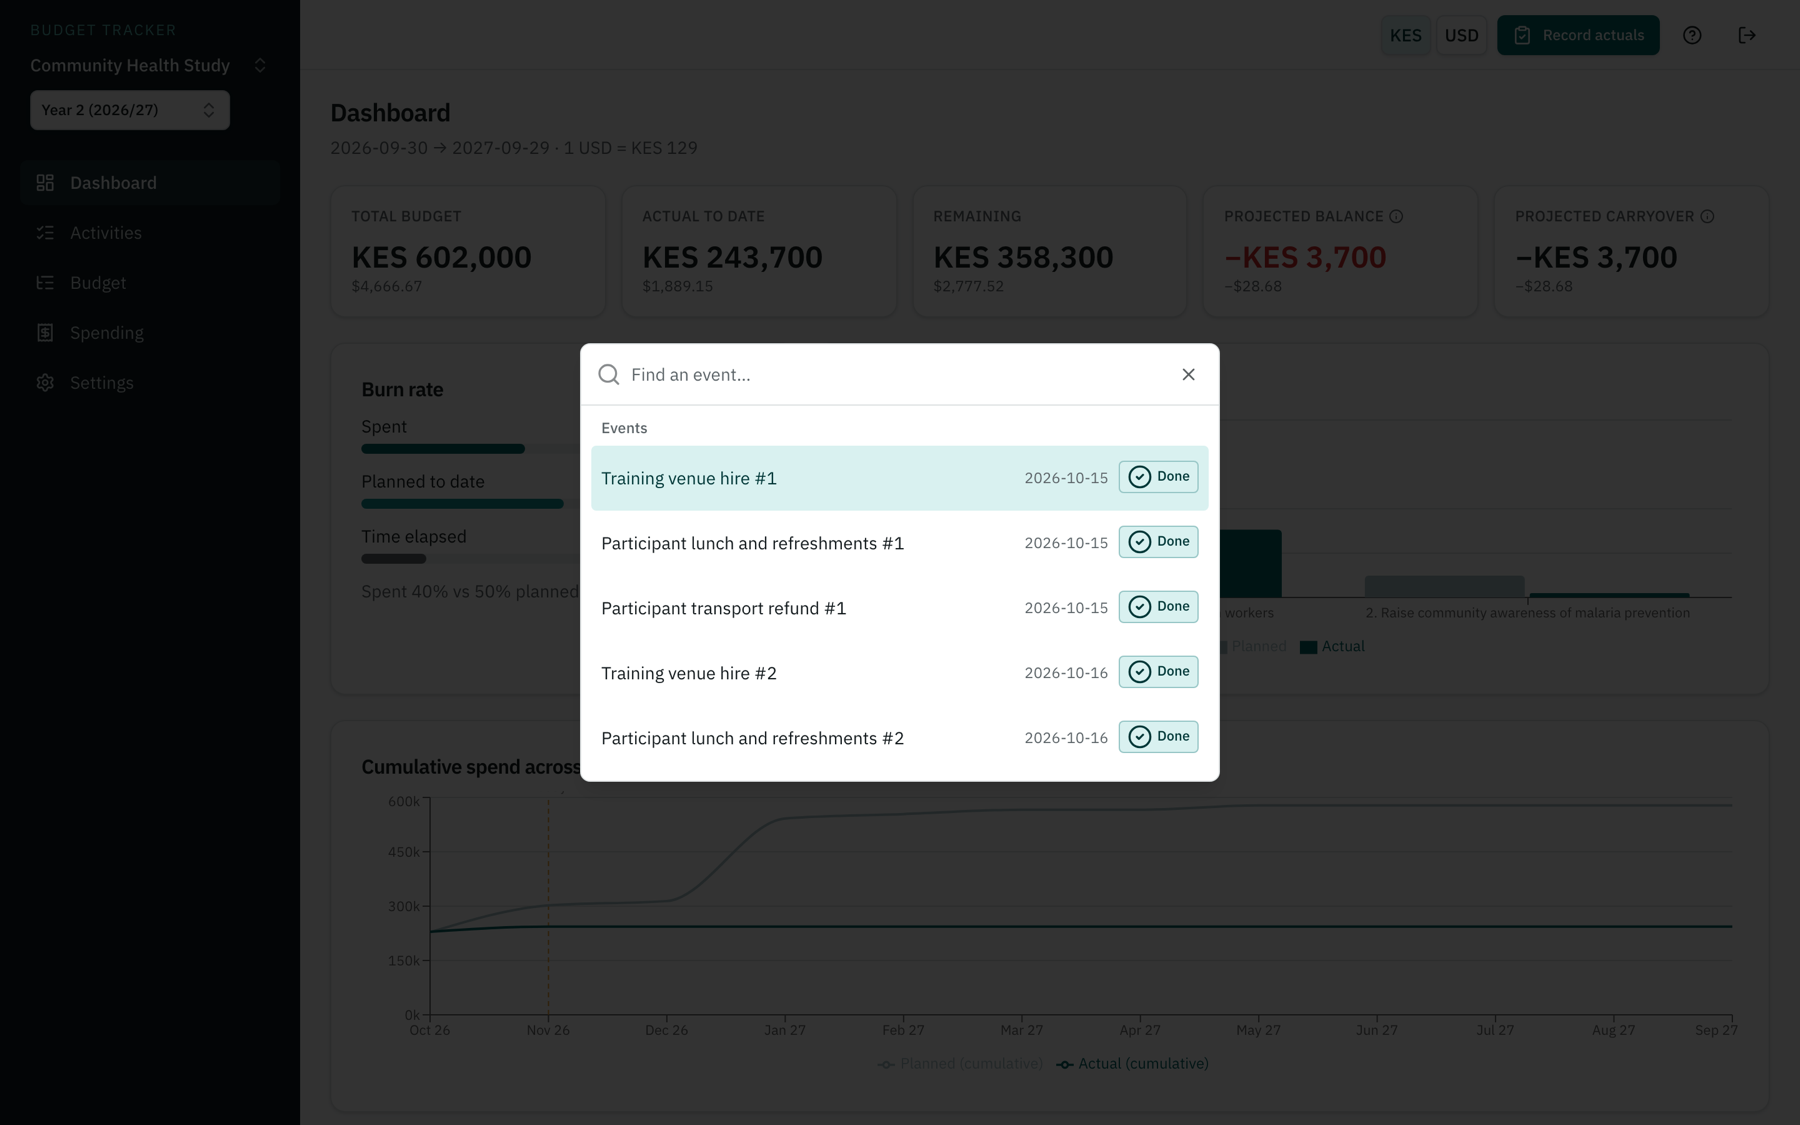 BUDGET TRACKER
Community Health Study
Year 2 (2026/27)
Dashboard
Activities
Budget
Spending
Settings
KES
USD
Record actuals
Dashboard
2026-09-30 → 2027-09-29 · 1 USD = KES 129
TOTAL BUDGET
KES 602,000
$4,666.67
ACTUAL TO DATE
KES 243,700
$1,889.15
REMAINING
KES 358,300
$2,777.52
PROJECTED BALANCE
−KES 3,700
−$28.68
PROJECTED CARRYOVER
−KES 3,700
−$28.68
Burn rate
Spent
Planned to date
Time elapsed
Spent 40% vs 50% planned
Find an event...
Events
Training venue hire #1 2026-10-15 Done
Participant lunch and refreshments #1 2026-10-15 Done
Participant transport refund #1 2026-10-15 Done
Training venue hire #2 2026-10-16 Done
Participant lunch and refreshments #2 2026-10-16 Done
workers
2. Raise community awareness of malaria prevention
Planned
Actual
Cumulative spend across
600k
450k
300k
150k
0k
Oct 26 Nov 26 Dec 26 Jan 27 Feb 27 Mar 27 Apr 27 May 27 Jun 27 Jul 27 Aug 27 Sep 27
Planned (cumulative) Actual (cumulative)